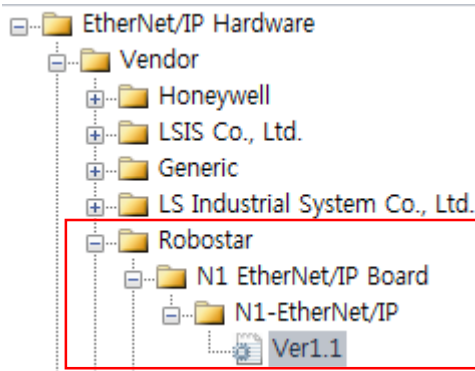 EtherNet/IP Hardware
Vendor
Honeywell
LSIS Co., Ltd.
Generic
LS Industrial System Co., Ltd.
Robostar
N1 EtherNet/IP Board
N1-EtherNet/IP
Ver1.1